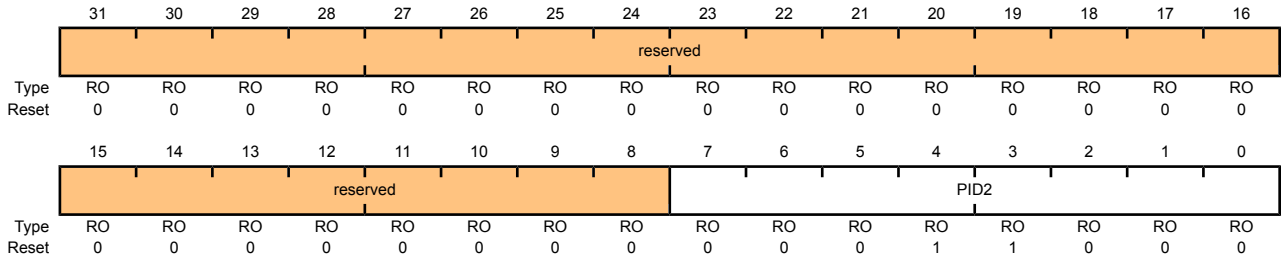 31 30 29 28 27 26 25 24 23 22 21 20 19 18 17 16
reserved
Type RO RO RO RO RO RO RO RO RO RO RO RO RO RO RO RO
Reset 0 0 0 0 0 0 0 0 0 0 0 0 0 0 0 0
15 14 13 12 11 10 9 8 7 6 5 4 3 2 1 0
reserved PID2
Type RO RO RO RO RO RO RO RO RO RO RO RO RO RO RO RO
Reset 0 0 0 0 0 0 0 0 0 0 0 1 1 0 0 0